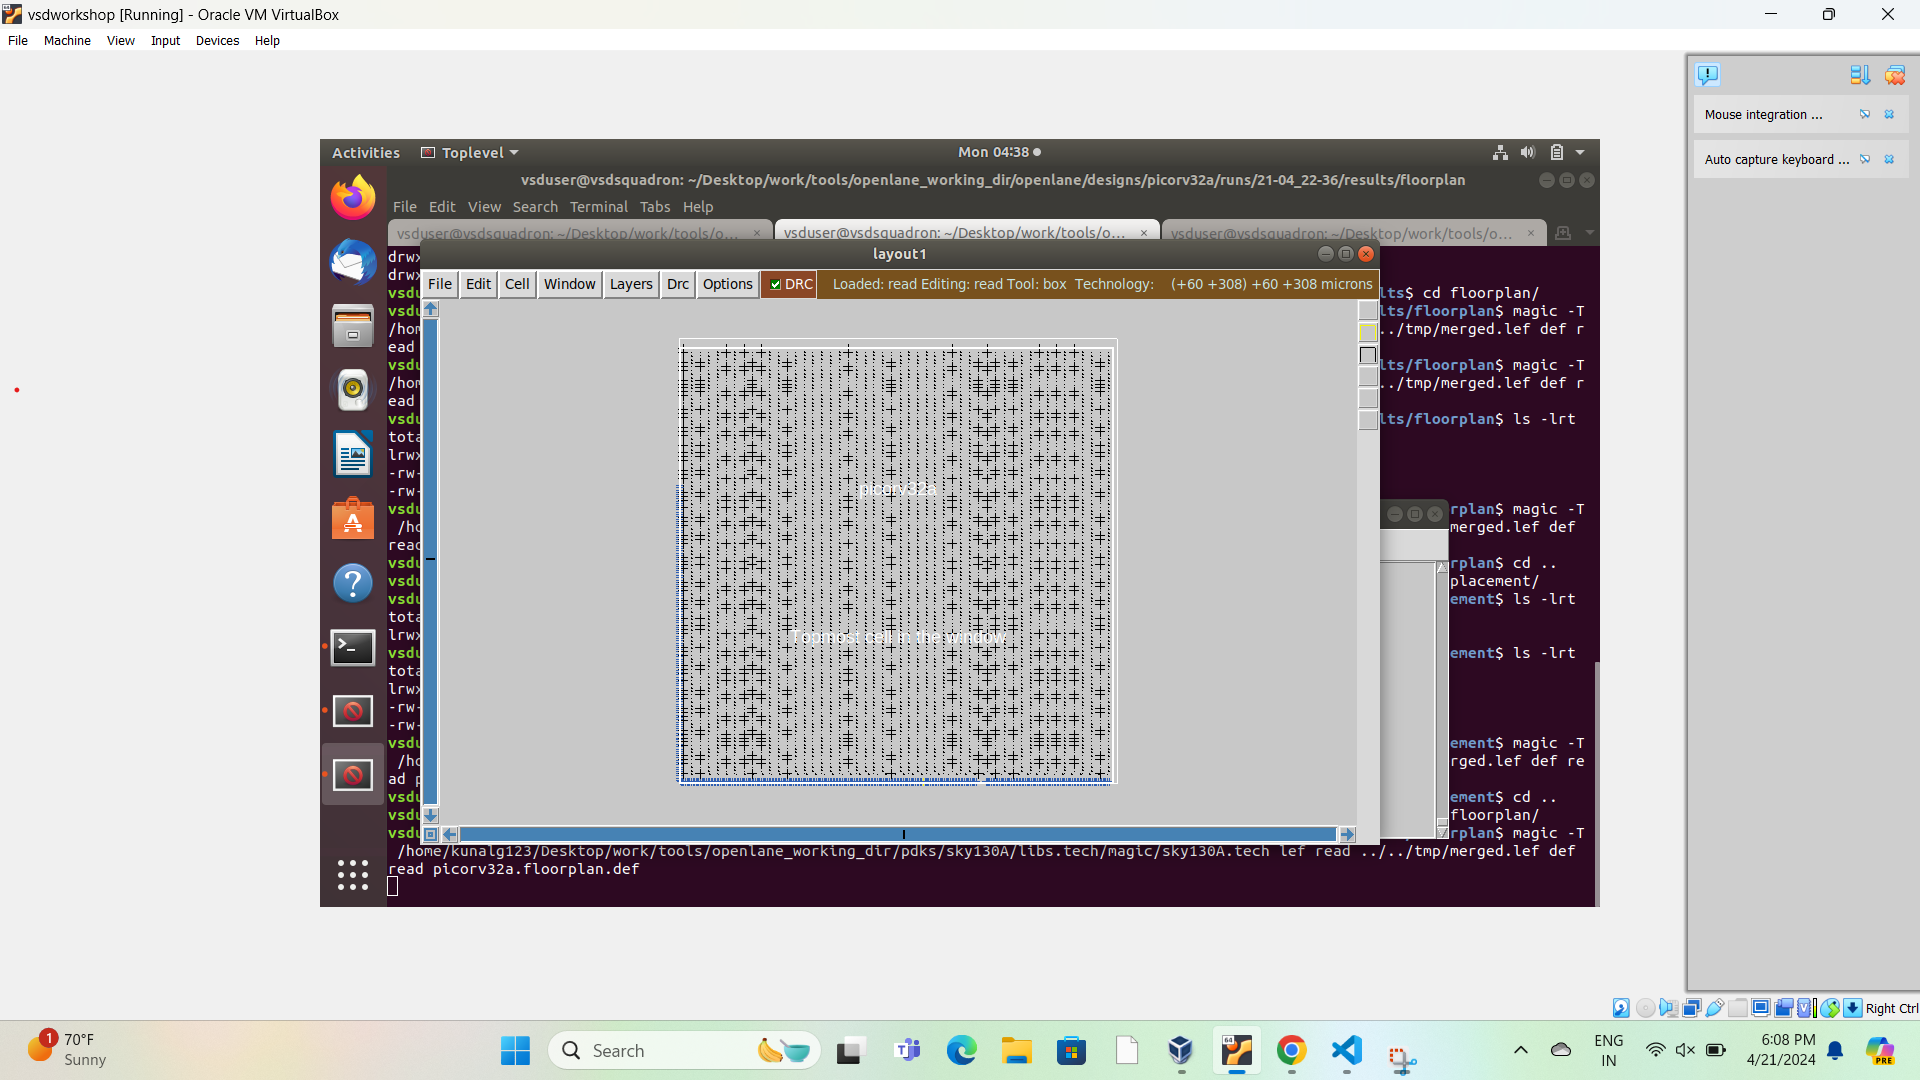 vsdworkshop [Running] - Oracle VM VirtualBox
File Machine View Input Devices Help
Mouse integration ...
Auto capture keyboard ...
Activities Toplevel Mon 04:38
vsduser@vsdsquadron: ~/Desktop/work/tools/openlane_working_dir/openlane/designs/picorv32a/runs/21-04_22-36/results/floorplan
File Edit View Search Terminal Tabs Help
vsduser@vsdsquadron: ~/Desktop/work/tools/o... × vsduser@vsdsquadron: ~/Desktop/work/tools/o... × vsduser@vsdsquadron: ~/Desktop/work/tools/o... ×
layout1
File Edit Cell Window Layers Drc Options DRC Loaded: read Editing: read Tool: box Technology: (+60 +308) +60 +308 microns
picorv32a
Topmost cell in the window
drwx
drwx
vsdu lts$ cd floorplan/
vsdu lts/floorplan$ magic -T
/hom ../tmp/merged.lef def r
ead
vsdu lts/floorplan$ magic -T
/hom ../tmp/merged.lef def r
ead
vsdu lts/floorplan$ ls -lrt
tota
lrwx
-rw-
-rw-
vsdu rplan$ magic -T
/ho merged.lef def
read
vsdu rplan$ cd ..
vsdu placement/
vsdu ement$ ls -lrt
tota
lrwx
vsdu ement$ ls -lrt
tota
lrwx
-rw-
-rw-
vsdu ement$ magic -T
/ho rged.lef def re
ad p
vsdu ement$ cd ..
vsdu floorplan/
vsdu rplan$ magic -T
/home/kunalg123/Desktop/work/tools/openlane_working_dir/pdks/sky130A/libs.tech/magic/sky130A.tech lef read ../../tmp/merged.lef def
read picorv32a.floorplan.def
Right Ctrl
1
70°F
Sunny
Search
64
ENG
IN
6:08 PM
4/21/2024
PRE